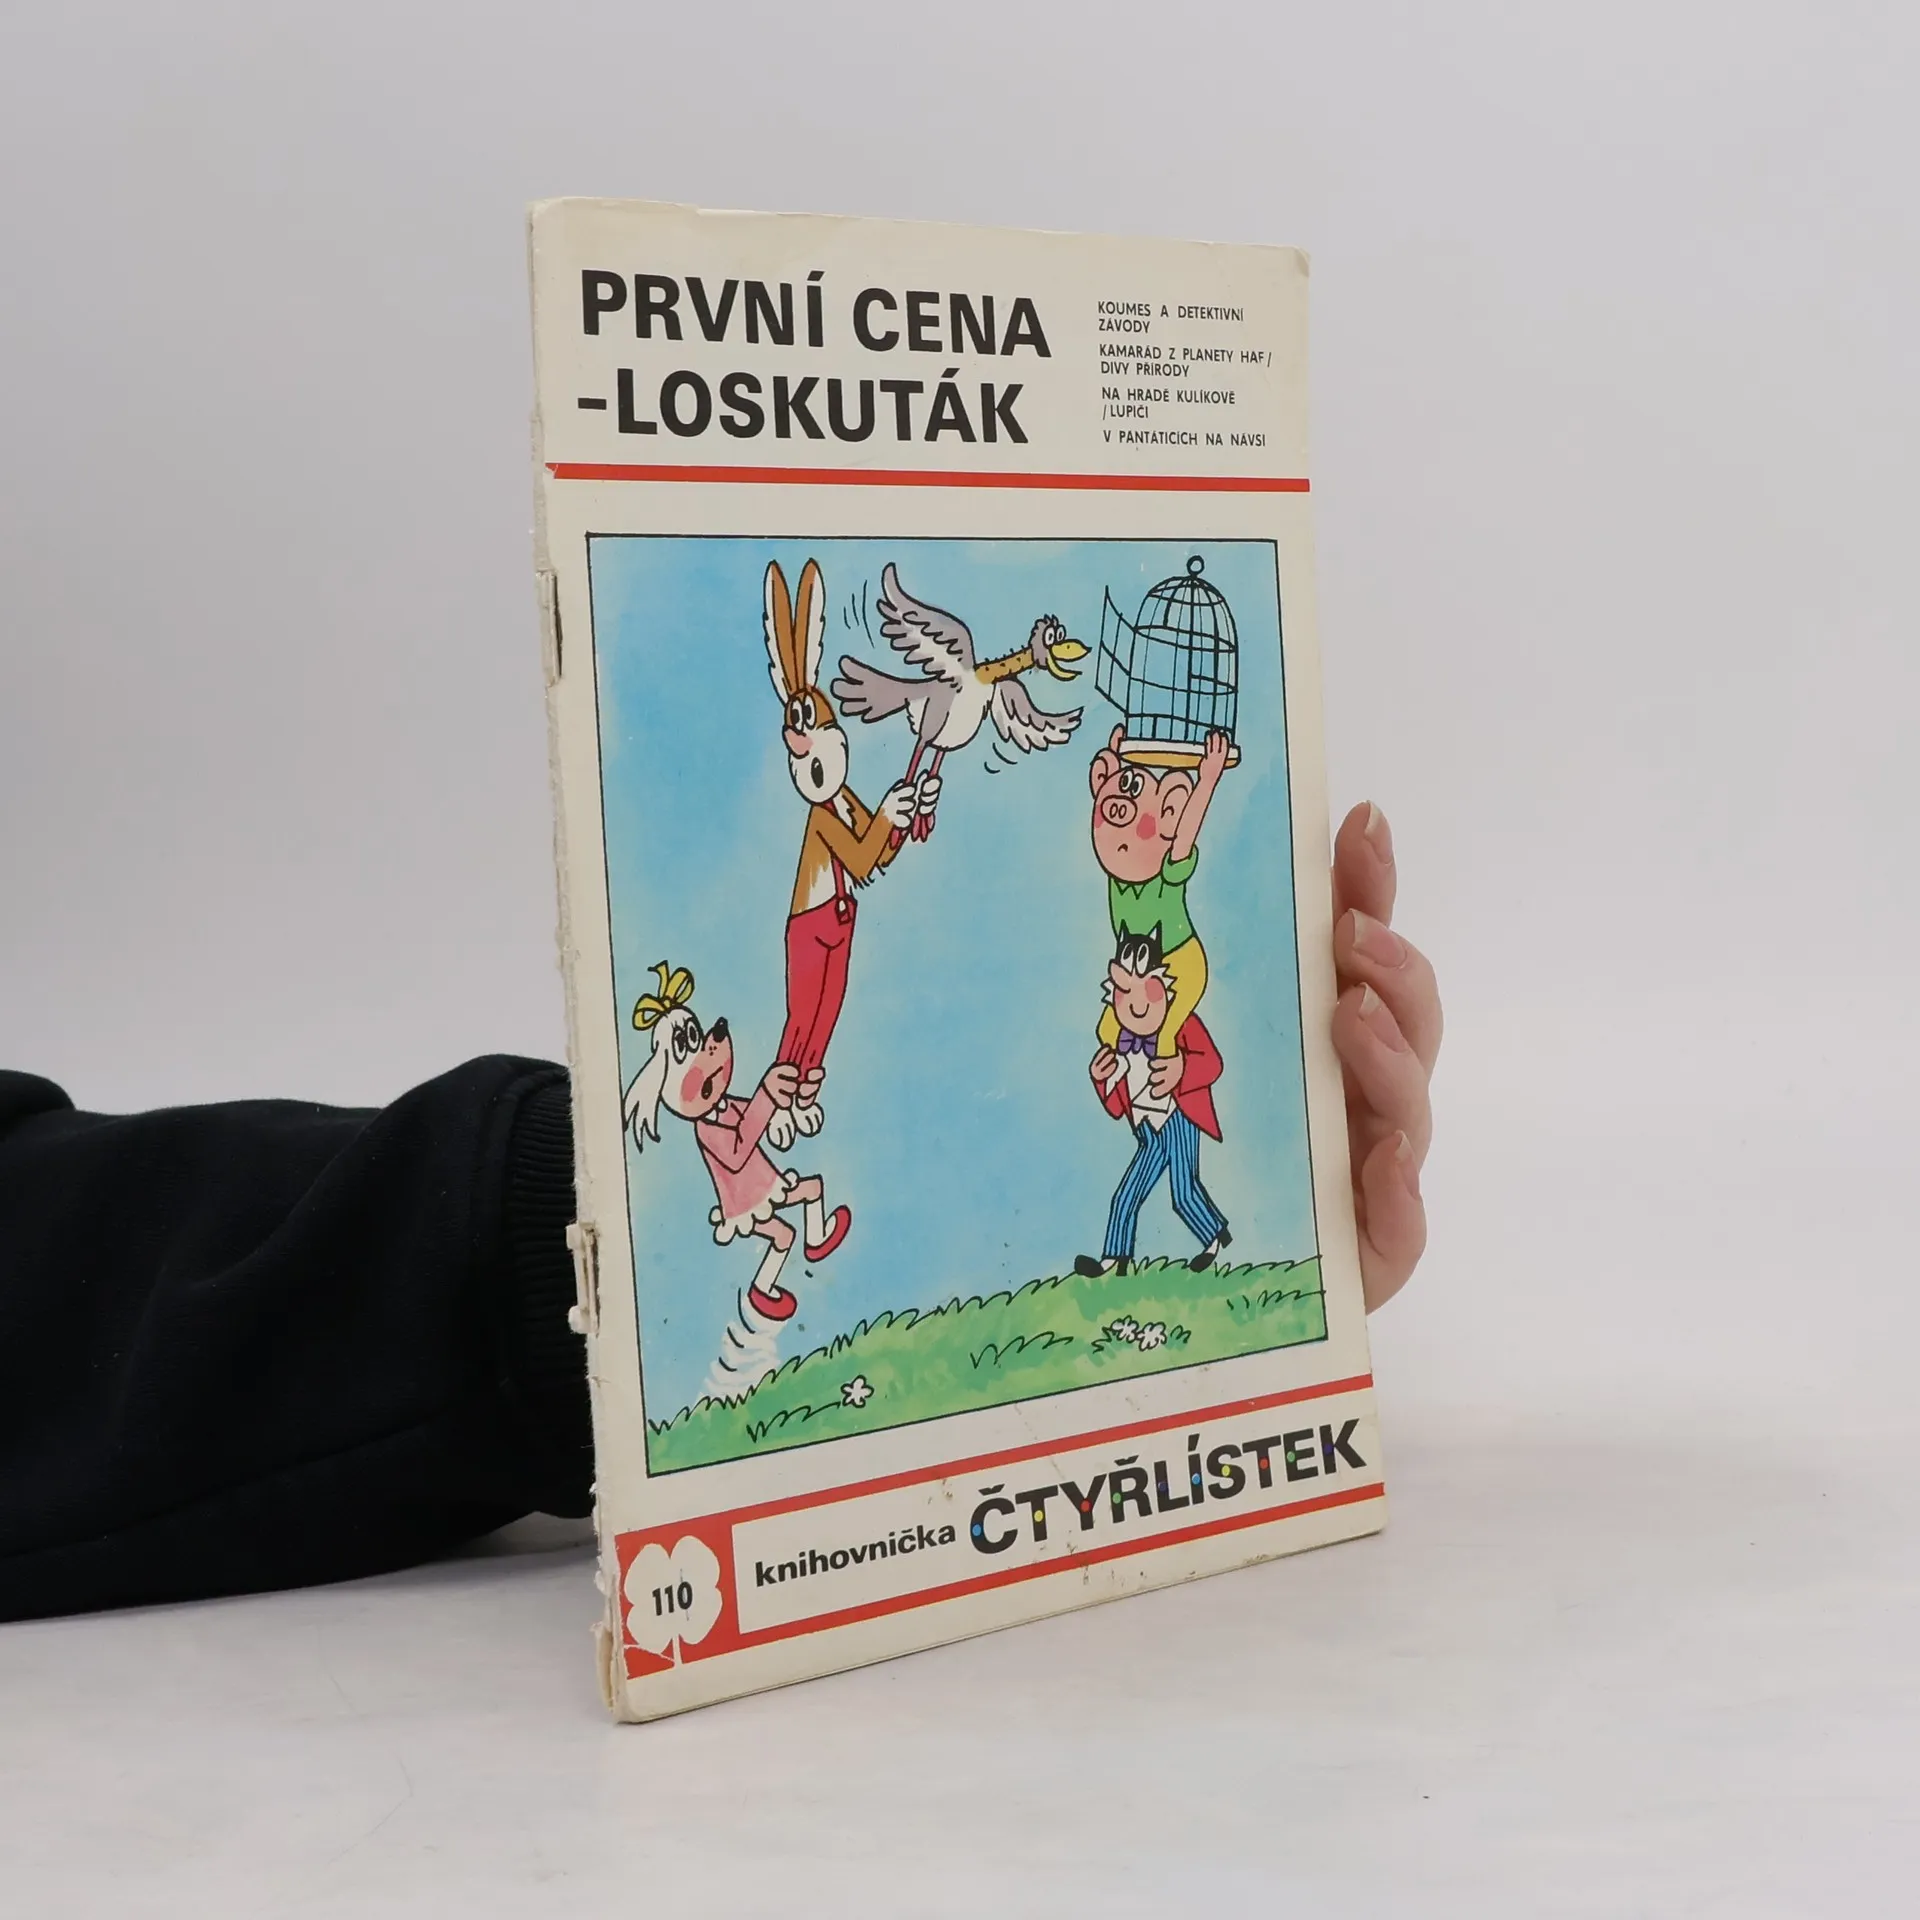 PRVNÍ CENA
-LOSKUTÁK
KOUMES A DETEKTIVNÍ
ZÁVODY
KAMARÁD Z PLANETY HAF /
DIVY PŘÍRODY
NA HRADĚ KULÍKOVĚ
/ LUPIČI
V PANTÁTICÍCH NA NÁVSI
knihovnička ČTYŘLÍSTEK
110